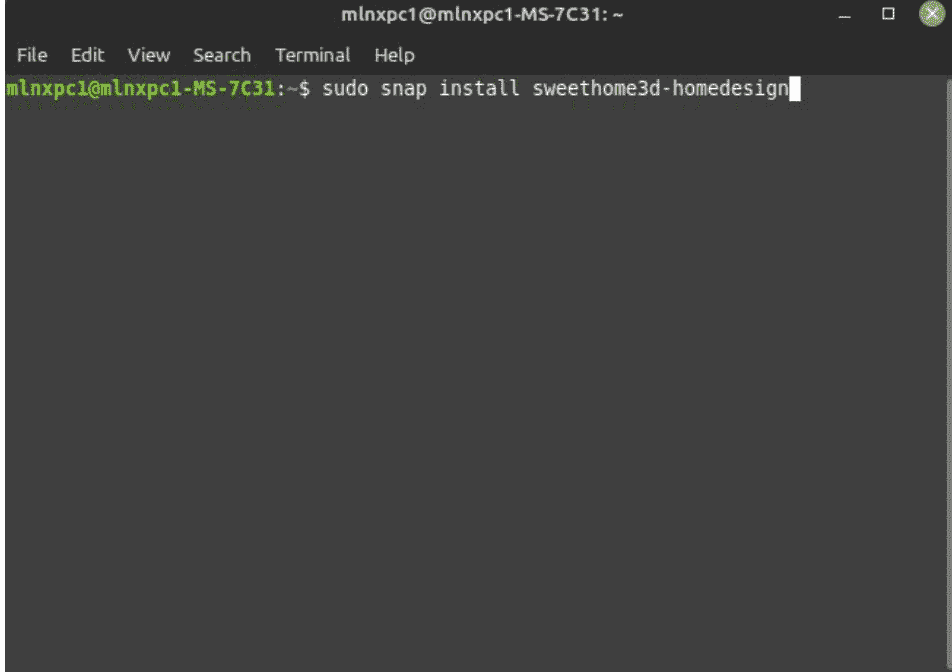 mlnxpc1@mlnxpc1-MS-7C31: ~
File Edit View Search Terminal Help
mlnxpc1@mlnxpc1-MS-7C31:~$ sudo snap install sweethome3d-homedesign